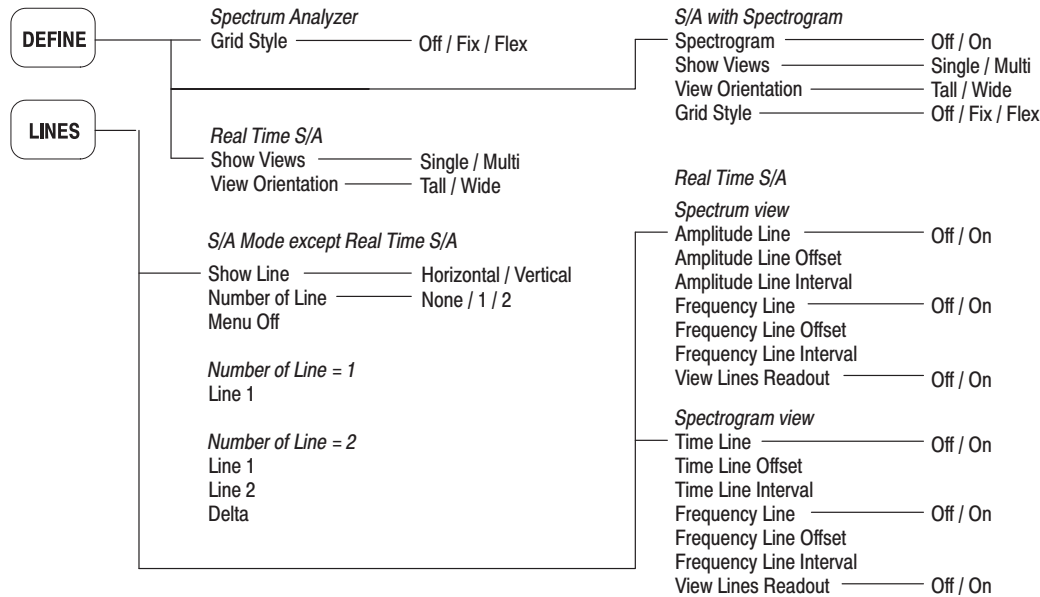 DEFINE
Spectrum Analyzer
Grid Style Off / Fix / Flex
S/A with Spectrogram
Spectrogram Off / On
Show Views Single / Multi
View Orientation Tall / Wide
Grid Style Off / Fix / Flex
Real Time S/A
Show Views Single / Multi
View Orientation Tall / Wide
LINES
S/A Mode except Real Time S/A
Show Line Horizontal / Vertical
Number of Line None / 1 / 2
Menu Off
Number of Line = 1
Line 1
Number of Line = 2
Line 1
Line 2
Delta
Real Time S/A
Spectrum view
Amplitude Line Off / On
Amplitude Line Offset
Amplitude Line Interval
Frequency Line Off / On
Frequency Line Offset
Frequency Line Interval
View Lines Readout Off / On
Spectrogram view
Time Line Off / On
Time Line Offset
Time Line Interval
Frequency Line Off / On
Frequency Line Offset
Frequency Line Interval
View Lines Readout Off / On